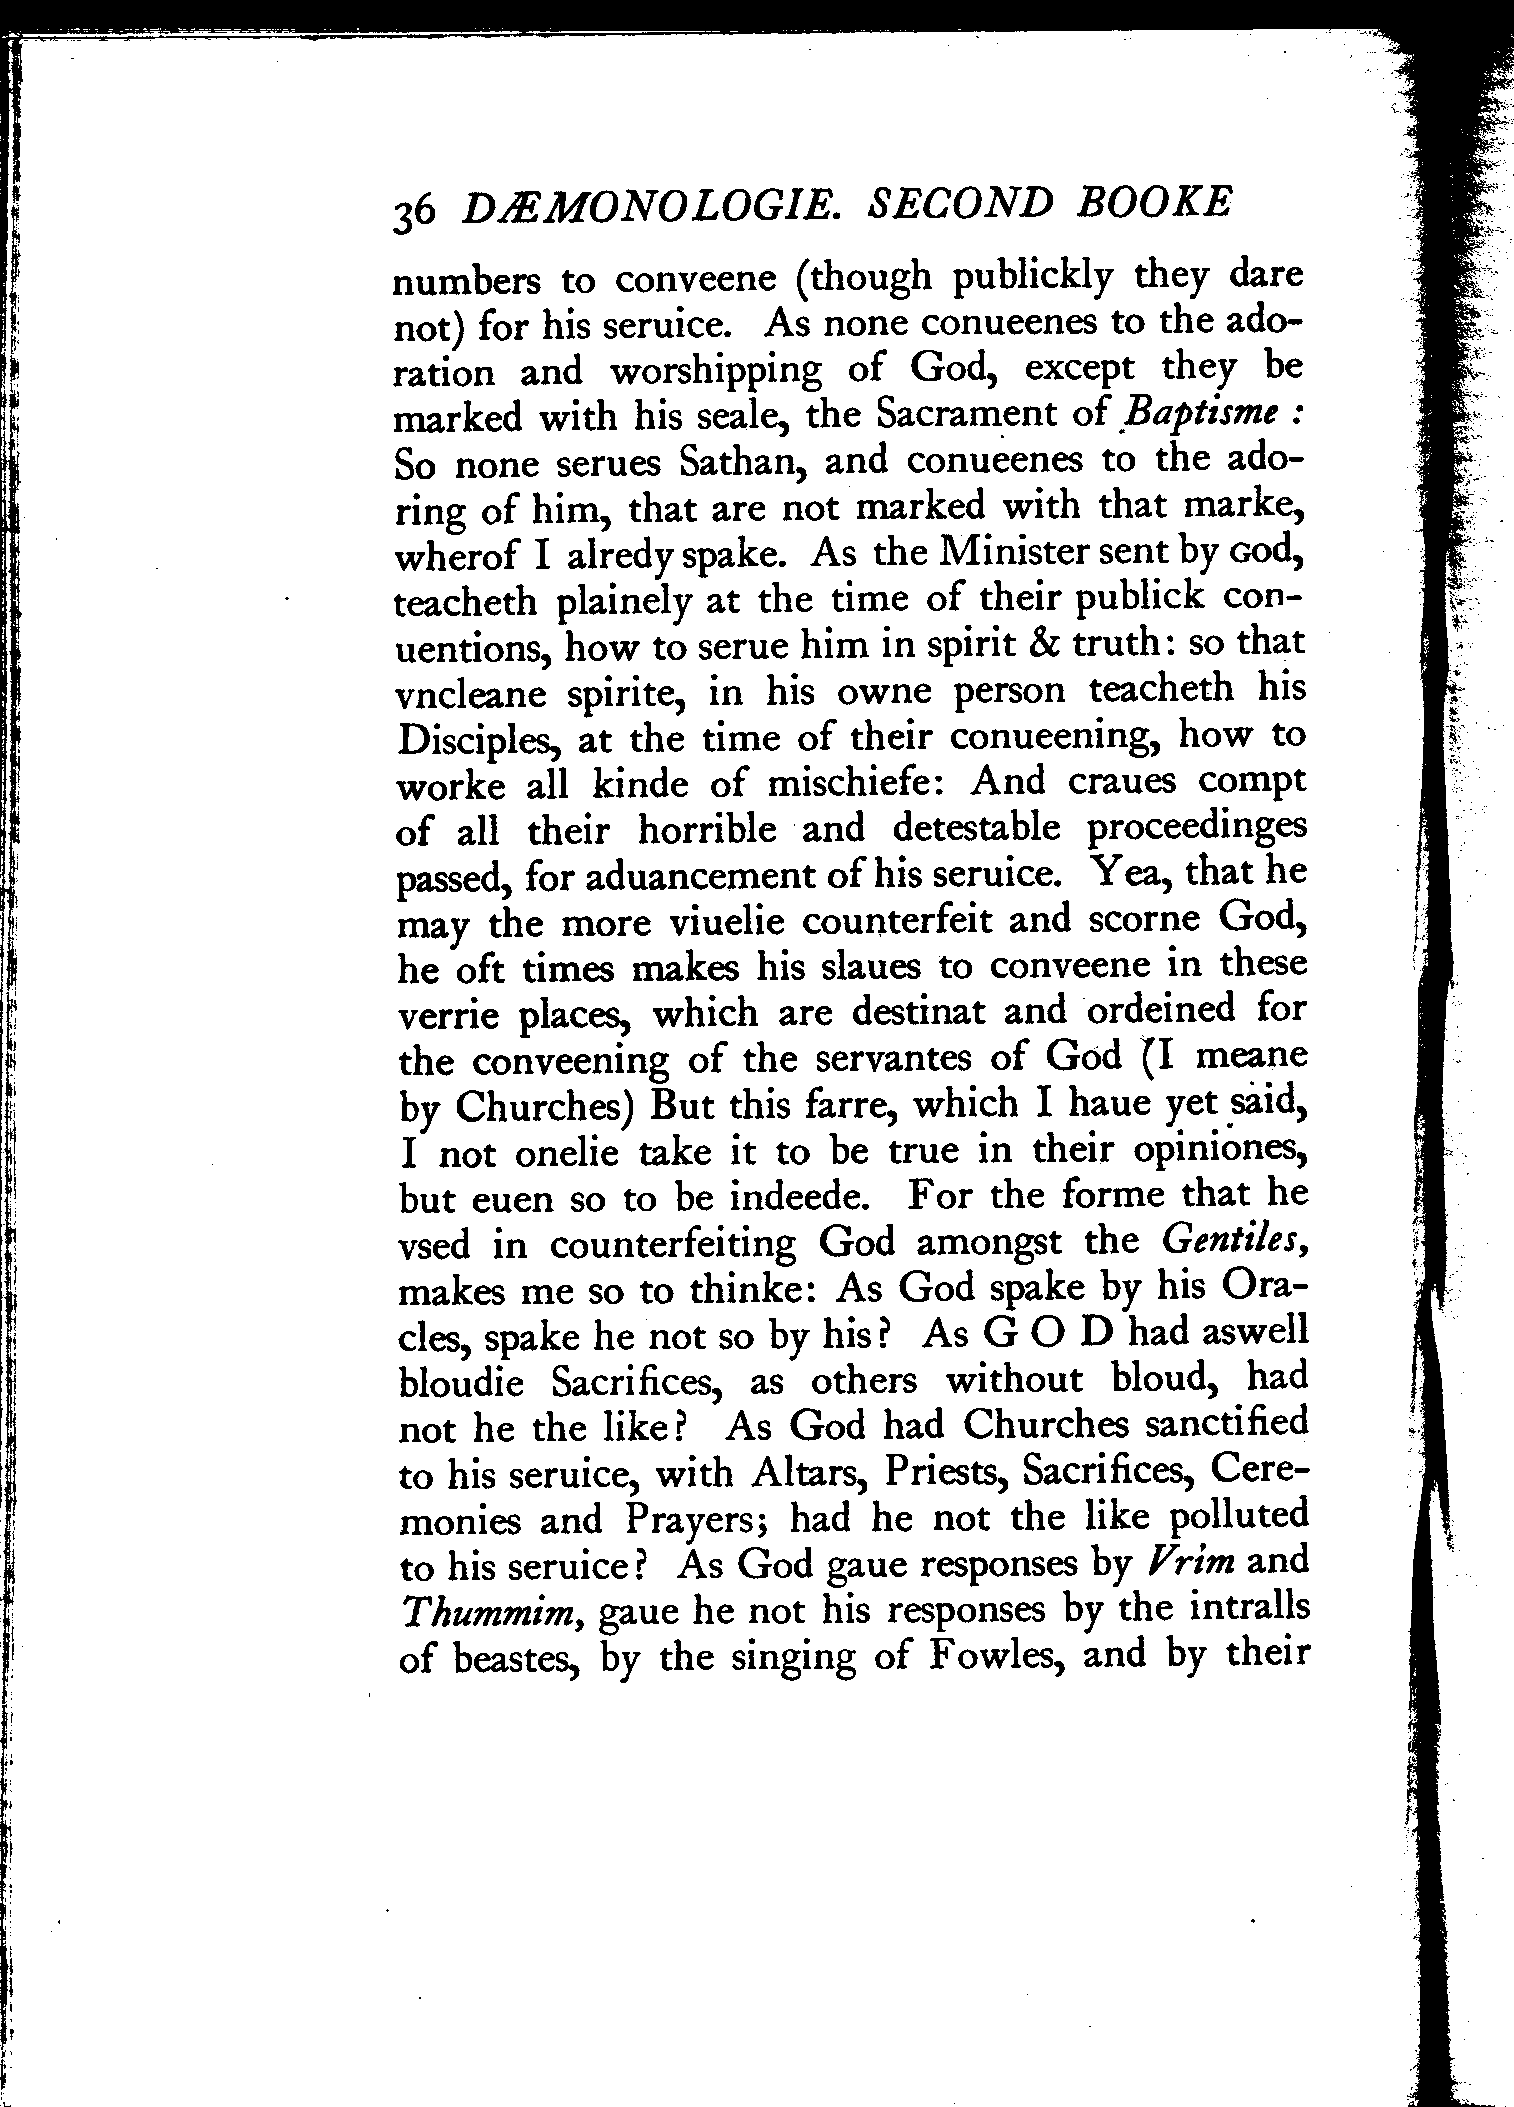 36 DÆMONOLOGIE. SECOND BOOKE
numbers to conveene (though publickly they dare
not) for his seruice. As none conueenes to the ado-
ration and worshipping of God, except they be
marked with his seale, the Sacrament of Baptisme :
So none serues Sathan, and conueenes to the ado-
ring of him, that are not marked with that marke,
wherof I alredy spake. As the Minister sent by God,
teacheth plainely at the time of their publick con-
uentions, how to serue him in spirit & truth: so that
vncleane spirite, in his owne person teacheth his
Disciples, at the time of their conueening, how to
worke all kinde of mischiefe: And craues compt
of all their horrible and detestable proceedinges
passed, for aduancement of his seruice. Yea, that he
may the more viuelie counterfeit and scorne God,
he oft times makes his slaues to conveene in these
verrie places, which are destinat and ordeined for
the conveening of the servantes of God (I meane
by Churches) But this farre, which I haue yet said,
I not onelie take it to be true in their opiniones,
but euen so to be indeede. For the forme that he
vsed in counterfeiting God amongst the Gentiles,
makes me so to thinke: As God spake by his Ora-
cles, spake he not so by his? As G O D had aswell
bloudie Sacrifices, as others without bloud, had
not he the like? As God had Churches sanctified
to his seruice, with Altars, Priests, Sacrifices, Cere-
monies and Prayers; had he not the like polluted
to his seruice? As God gaue responses by Vrim and
Thummim, gaue he not his responses by the intralls
of beastes, by the singing of Fowles, and by their